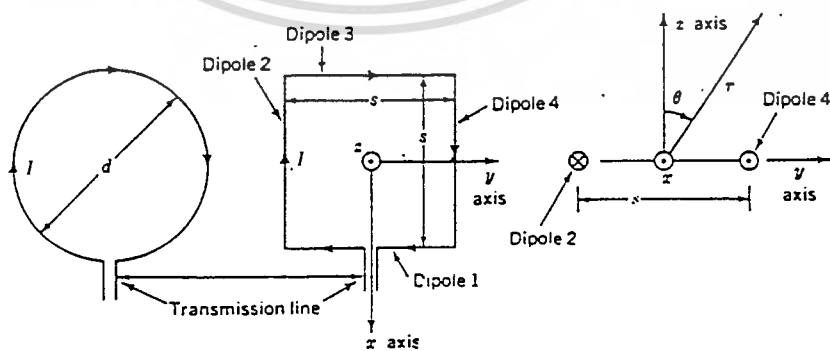 Dipole 3
Dipole 2
Dipole 4
s
s
I
d
I
z
y
axis
Dipole 1
Transmission line
x axis
z axis
θ
r
Dipole 4
x
y
axis
s
Dipole 2